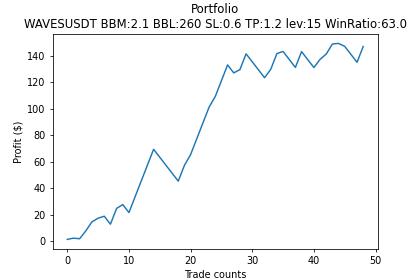 Portfolio
WAVESUSDT BBM:2.1 BBL:260 SL:0.6 TP:1.2 lev:15 WinRatio:63.0
140
120
100
80
60
40
20
0
Profit ($)
0 10 20 30 40 50
Trade counts